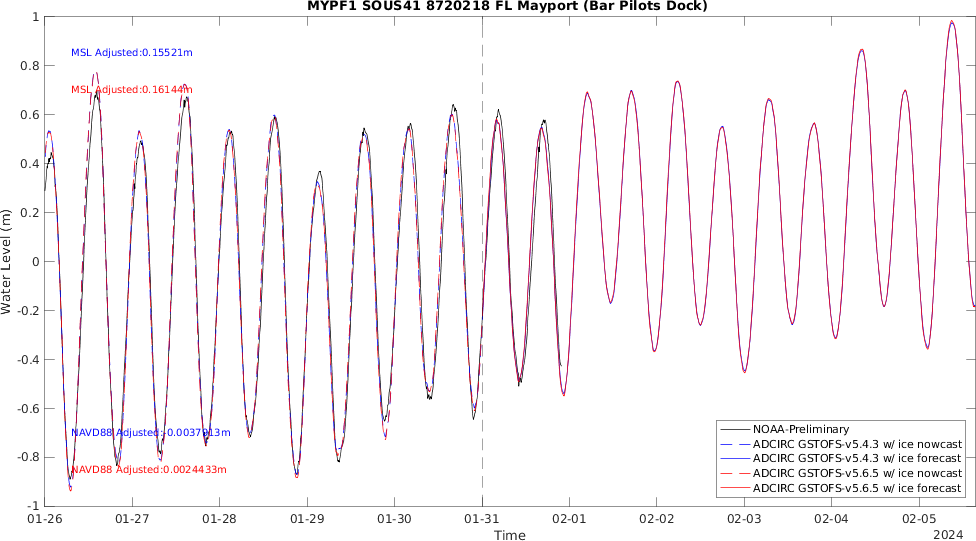 MYPF1 SOUS41 8720218 FL Mayport (Bar Pilots Dock)
1
0.8
0.6
0.4
0.2
0
-0.2
-0.4
-0.6
-0.8
-1
Water Level (m)
MSL Adjusted:0.15521m
MSL Adjusted:0.16144m
NAVD88 Adjusted:-0.0037913m
NAVD88 Adjusted:0.0024433m
NOAA-Preliminary
ADCIRC GSTOFS-v5.4.3 w/ ice nowcast
ADCIRC GSTOFS-v5.4.3 w/ ice forecast
ADCIRC GSTOFS-v5.6.5 w/ ice nowcast
ADCIRC GSTOFS-v5.6.5 w/ ice forecast
01-26 01-27 01-28 01-29 01-30 01-31 02-01 02-02 02-03 02-04 02-05
Time
2024